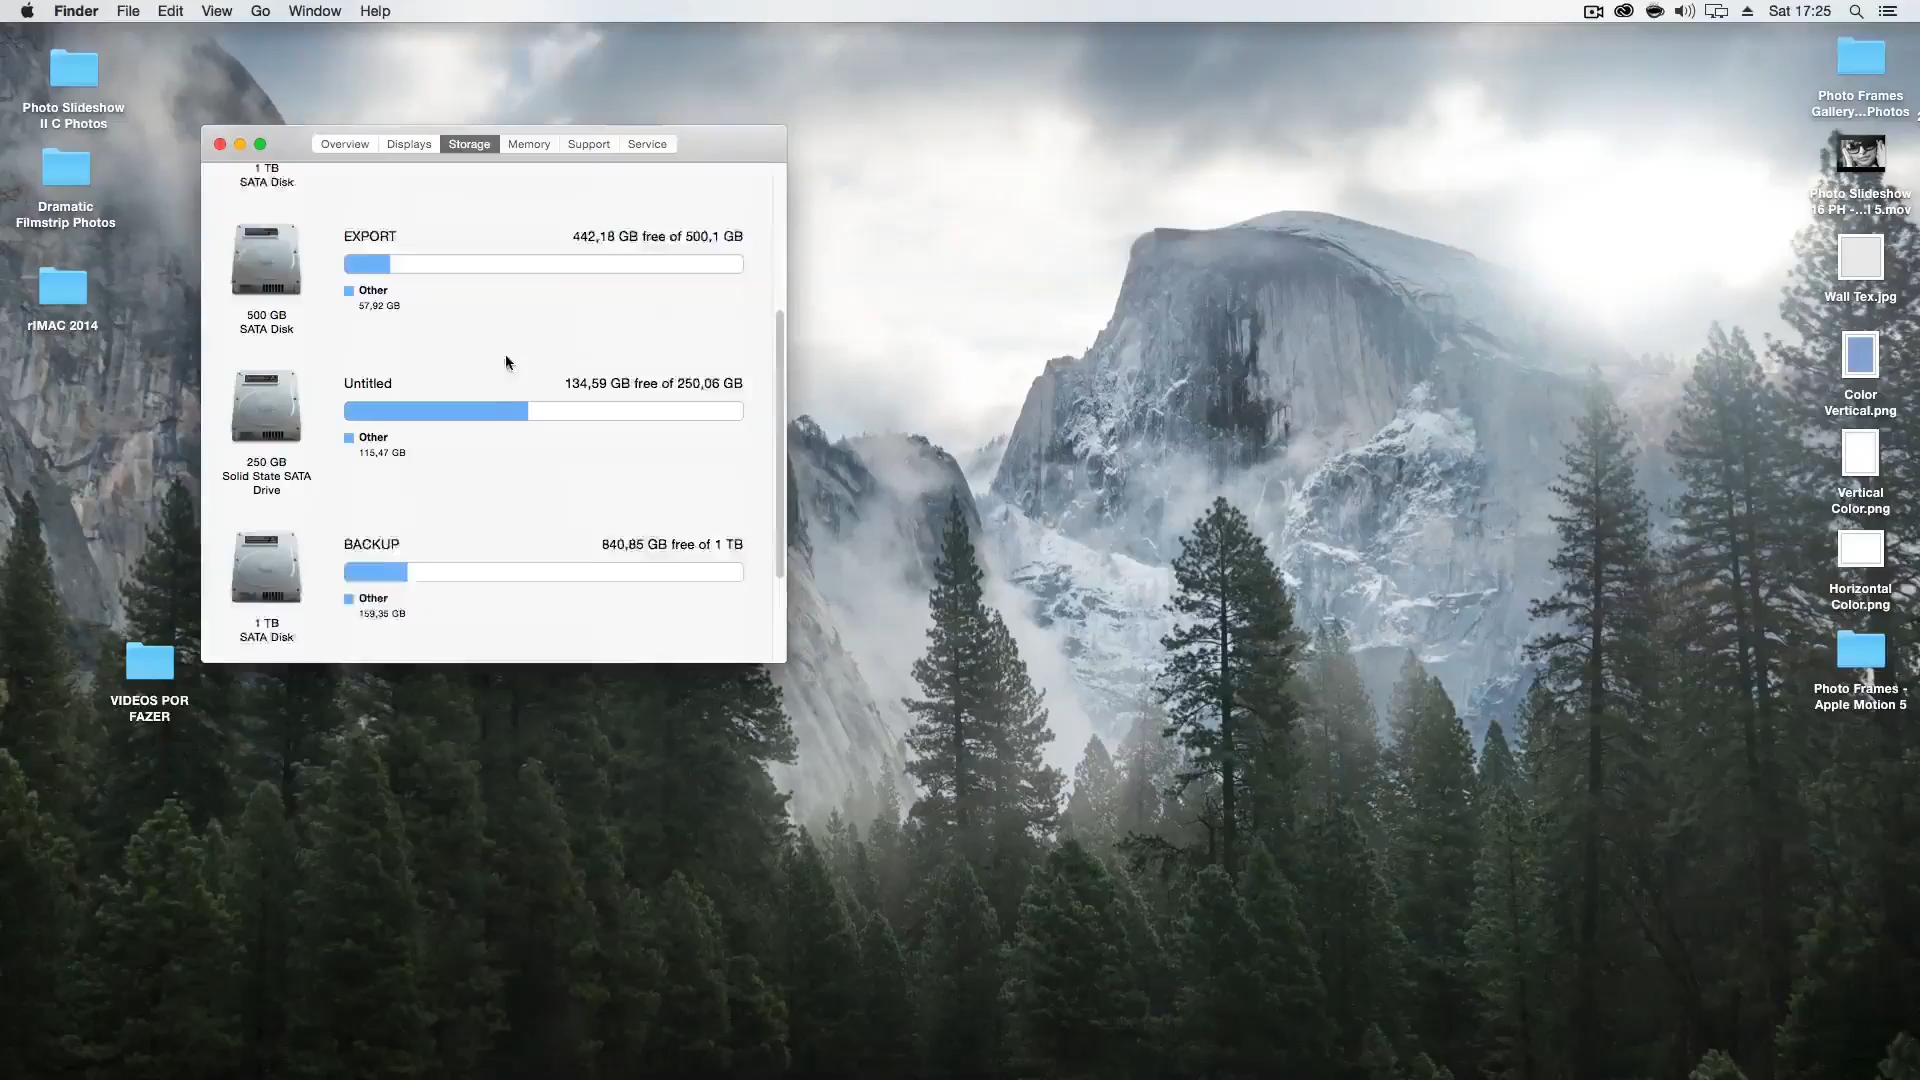 Finder File Edit View Go Window Help
Sat 17:25
Photo Slideshow
II C Photos
Dramatic
Filmstrip Photos
rIMAC 2014
VIDEOS POR
FAZER
Overview Displays Storage Memory Support Service
1 TB
SATA Disk
EXPORT 442,18 GB free of 500,1 GB
Other
57,92 GB
500 GB
SATA Disk
Untitled 134,59 GB free of 250,06 GB
Other
115,47 GB
250 GB
Solid State SATA
Drive
BACKUP 840,85 GB free of 1 TB
Other
159,35 GB
1 TB
SATA Disk
Photo Frames
Gallery...Photos
Photo Slideshow
16 PH -...l 5.mov
Wall Tex.jpg
Color
Vertical.png
Vertical
Color.png
Horizontal
Color.png
Photo Frames -
Apple Motion 5